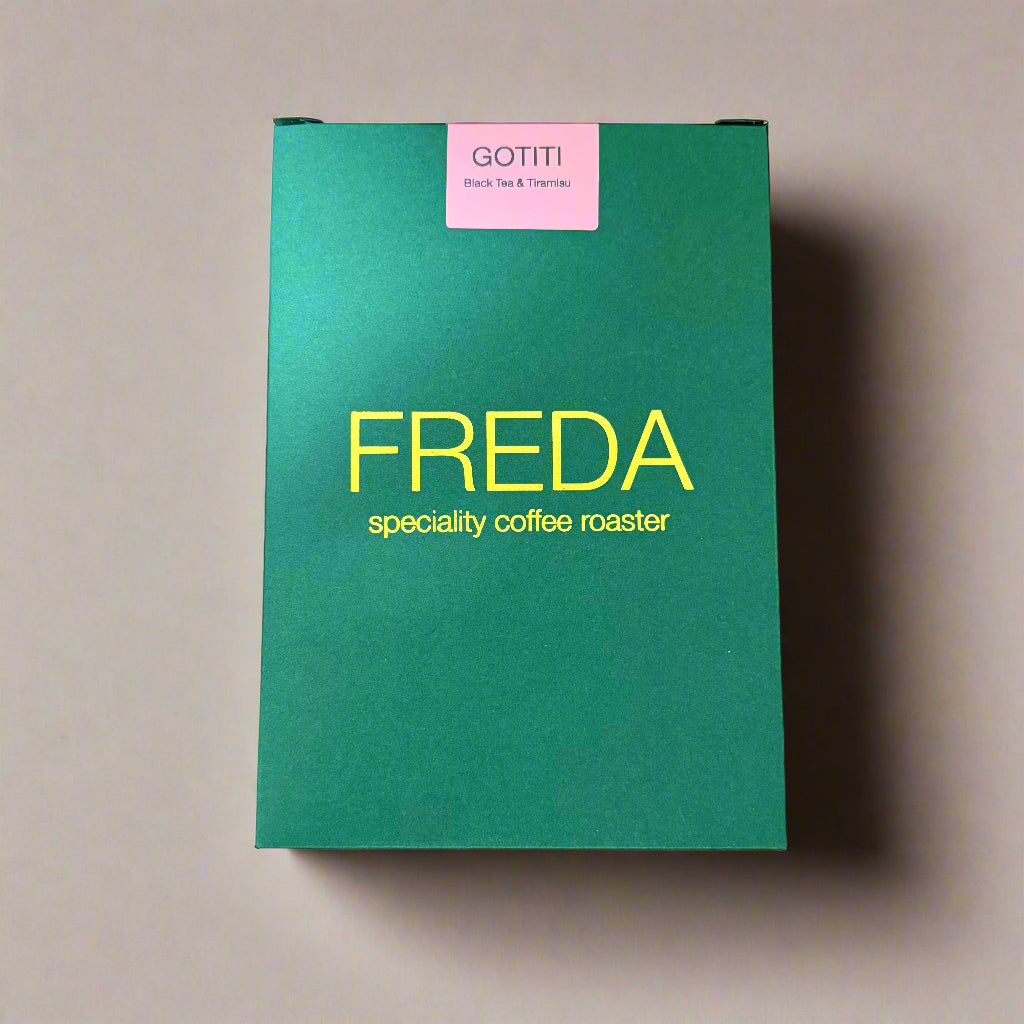 GOTITI
Black Tea & Tiramisu
FREDA
speciality coffee roaster